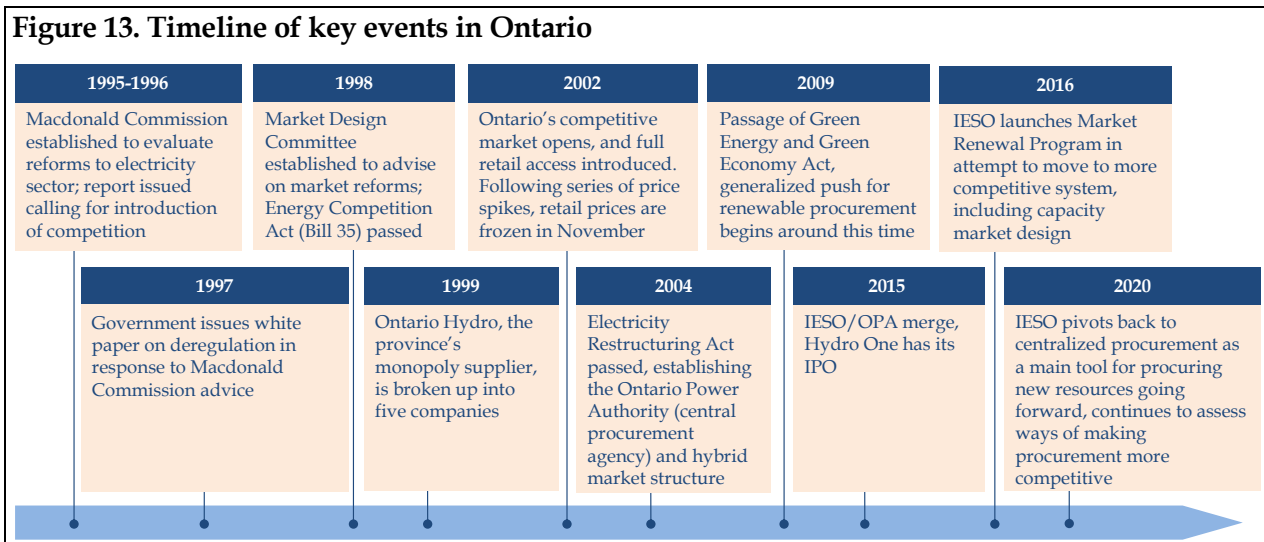 Figure 13. Timeline of key events in Ontario
1995-1996
Macdonald Commission
established to evaluate
reforms to electricity
sector; report issued
calling for introduction
of competition
1997
Government issues white
paper on deregulation in
response to Macdonald
Commission advice
1998
Market Design
Committee
established to advise
on market reforms;
Energy Competition
Act (Bill 35) passed
1999
Ontario Hydro, the
province's
monopoly supplier,
is broken up into
five companies
2002
Ontario's competitive
market opens, and full
retail access introduced.
Following series of price
spikes, retail prices are
frozen in November
2004
Electricity
Restructuring Act
passed, establishing
the Ontario Power
Authority (central
procurement
agency) and hybrid
market structure
2009
Passage of Green
Energy and Green
Economy Act,
generalized push for
renewable procurement
begins around this time
2015
IESO/OPA merge,
Hydro One has its
IPO
2016
IESO launches Market
Renewal Program in
attempt to move to more
competitive system,
including capacity
market design
2020
IESO pivots back to
centralized procurement as
a main tool for procuring
new resources going
forward, continues to assess
ways of making
procurement more
competitive